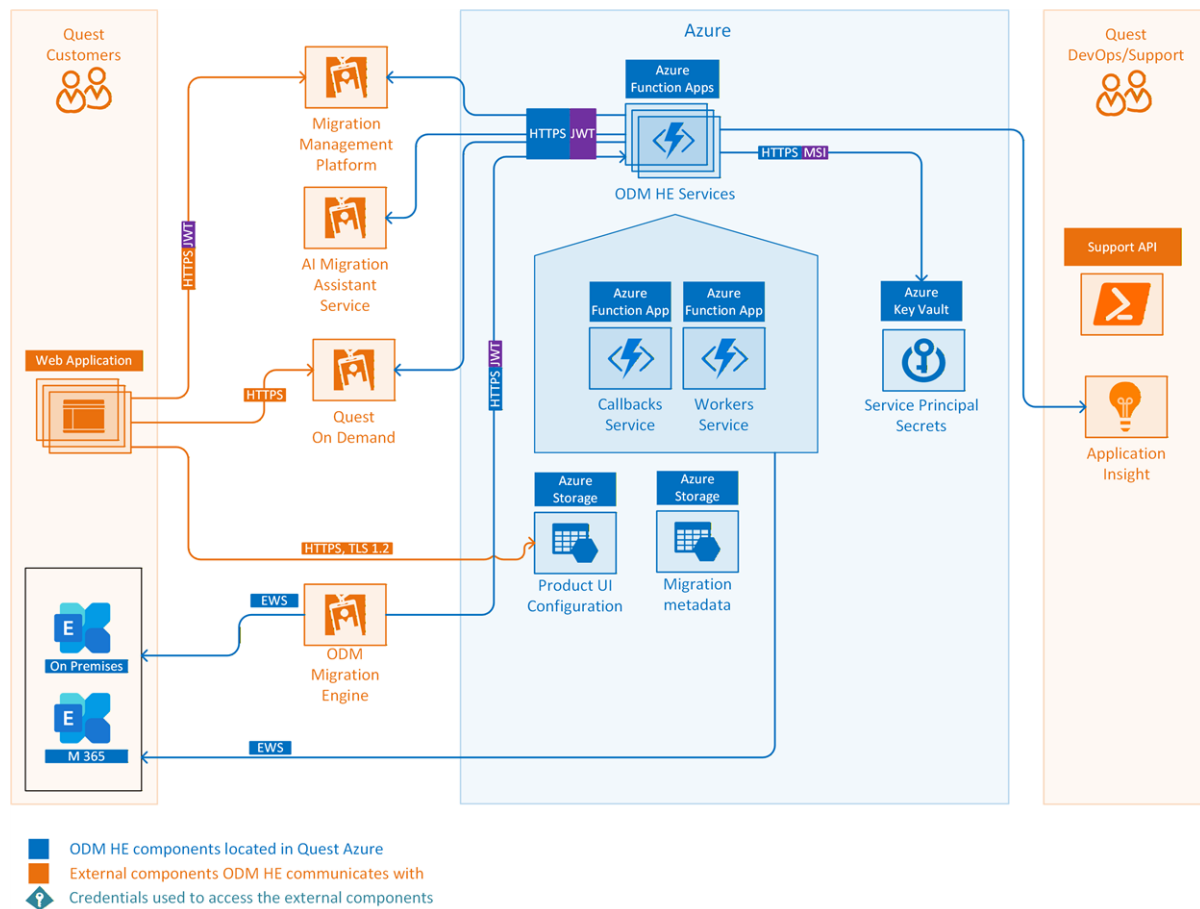 Quest
Customers
Azure
Quest
DevOps/Support
Azure
Function Apps
Migration
Management
Platform
HTTPS JWT
HTTPS MSI
ODM HE Services
HTTPS JWT
AI Migration
Assistant
Service
Support API
Azure
Function App
Azure
Function App
Azure
Key Vault
HTTPS JWT
Web Application
HTTPS
Quest
On Demand
Callbacks
Service
Workers
Service
Service Principal
Secrets
Application
Insight
Azure
Storage
Azure
Storage
HTTPS, TLS 1.2
Product UI
Configuration
Migration
metadata
EWS
E
On Premises
ODM
Migration
Engine
E
M 365
EWS
ODM HE components located in Quest Azure
External components ODM HE communicates with
Credentials used to access the external components